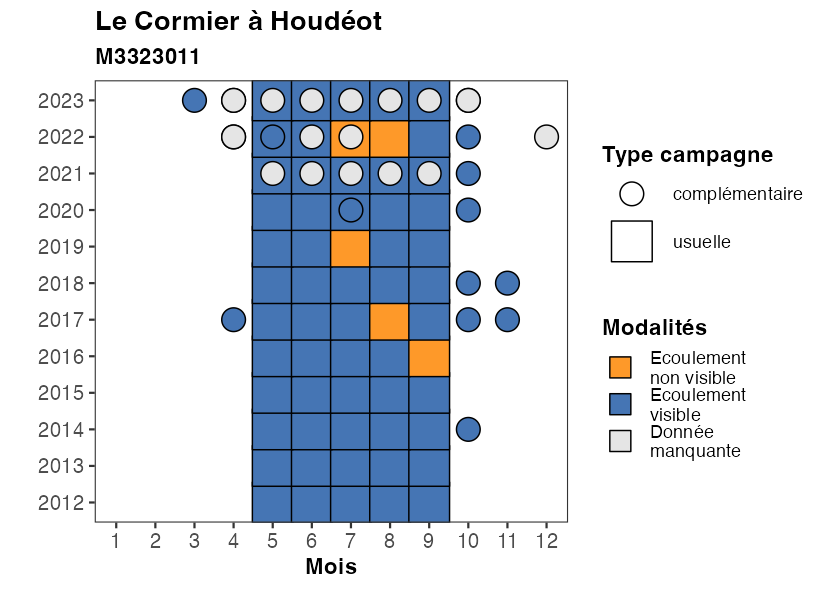 Le Cormier à Houdéot
M3323011
2023
2022
2021
2020
2019
2018
2017
2016
2015
2014
2013
2012
1 2 3 4 5 6 7 8 9 10 11 12
Mois
Type campagne
complémentaire
usuelle
Modalités
Ecoulement
non visible
Ecoulement
visible
Donnée
manquante